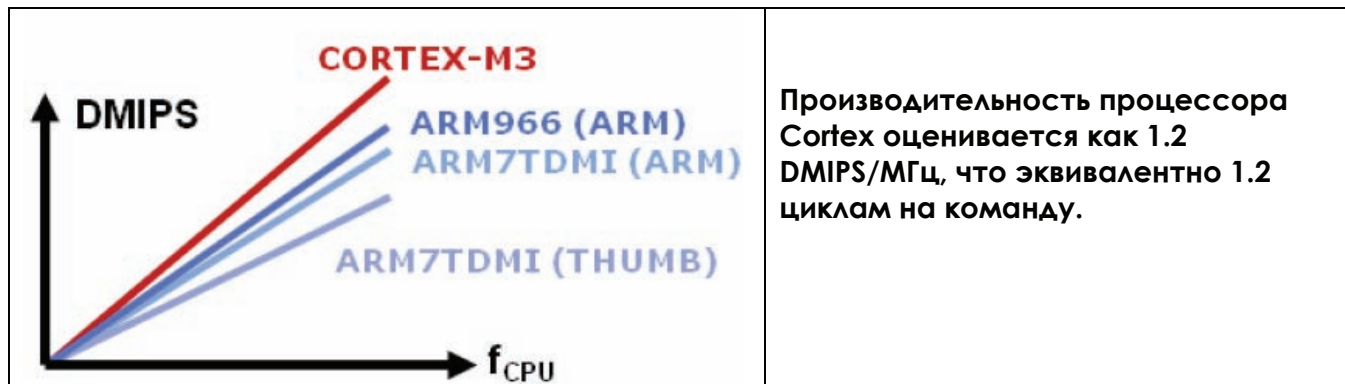 CORTEX-M3
DMIPS
ARM966 (ARM)
ARM7TDMI (ARM)
ARM7TDMI (THUMB)
fCPU
Производительность процессора
Cortex оценивается как 1.2
DMIPS/МГц, что эквивалентно 1.2
циклам на команду.